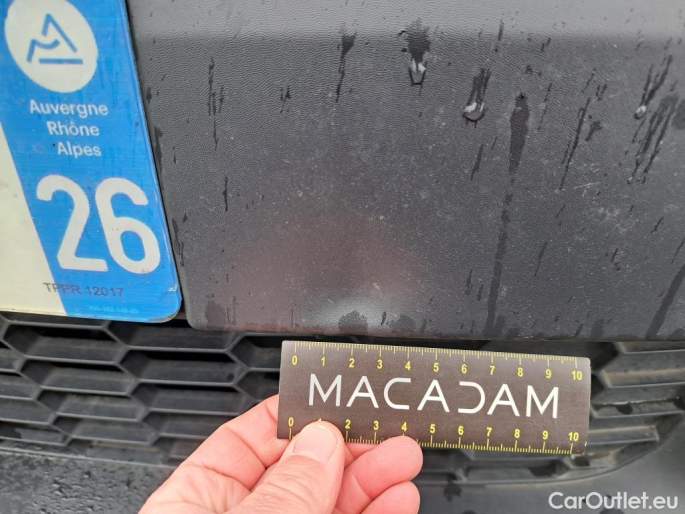 Auvergne
Rhône
Alpes
26
TPPR 12017
0 1 2 3 4 5 6 7 8 9 10
MACADAM
0 1 2 3 4 5 6 7 8 9 10
CarOutlet.eu